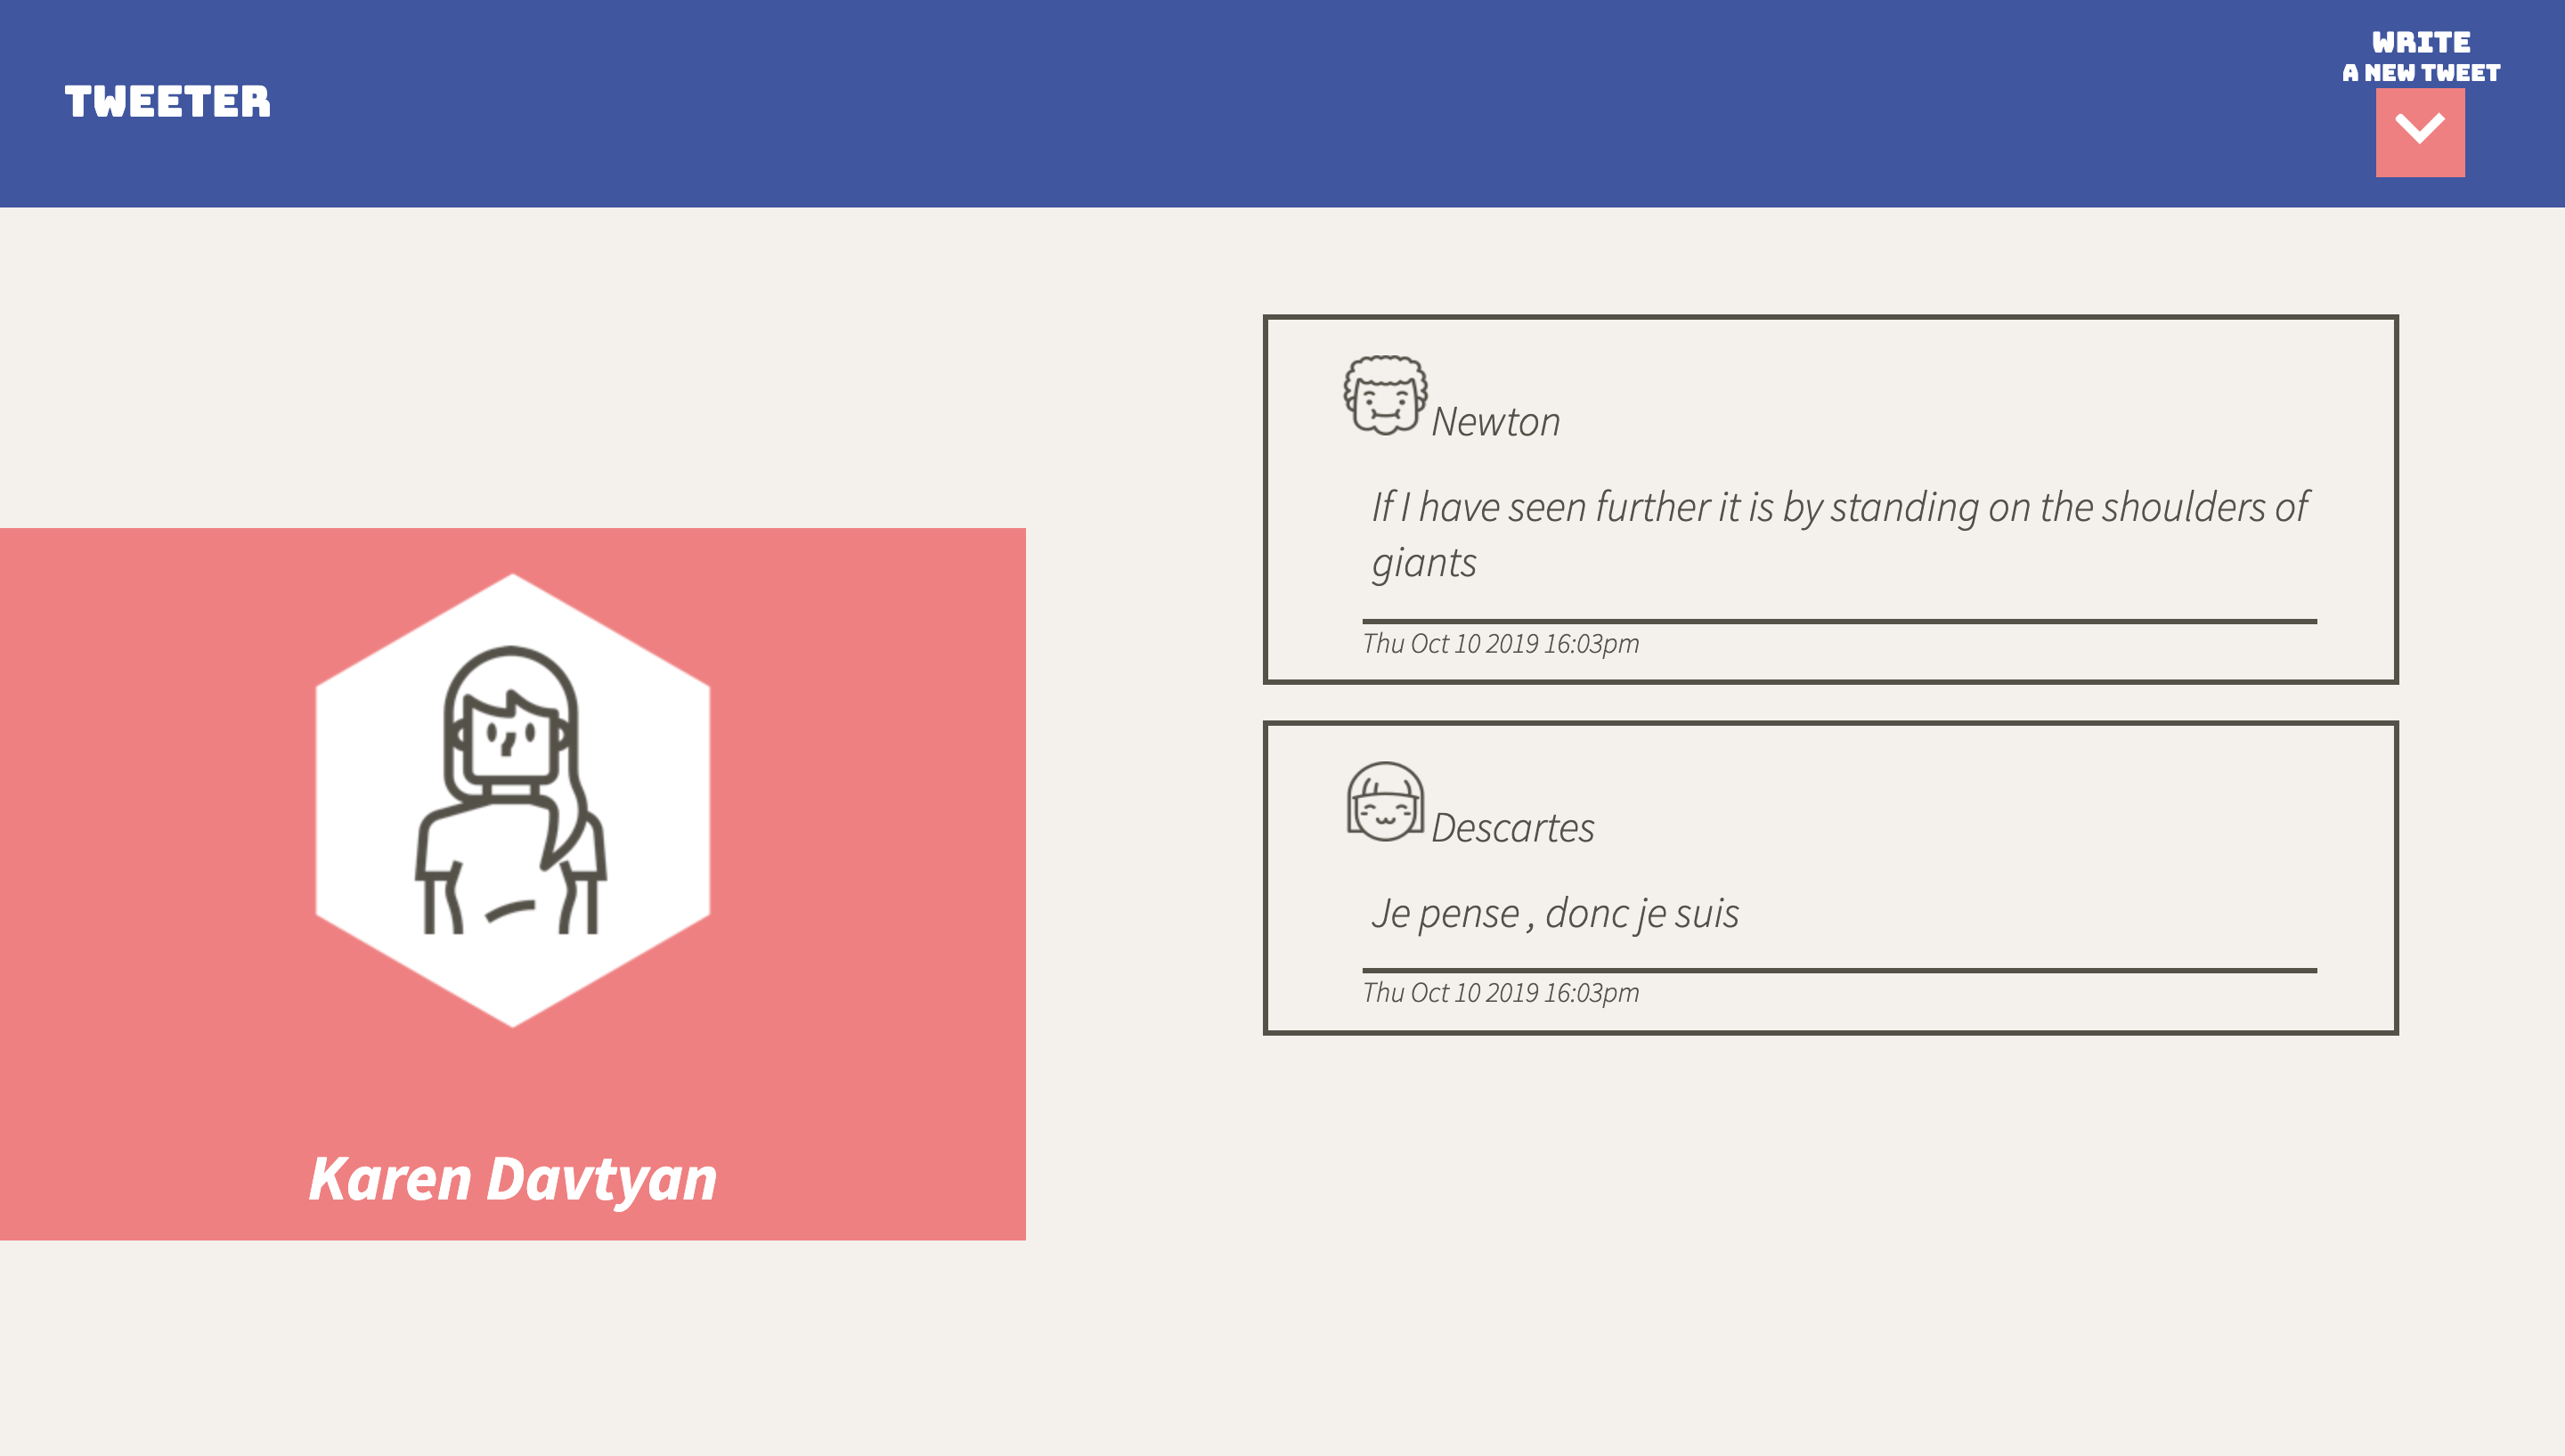 TWEETER
WRITE
A NEW TWEET
Karen Davtyan
Newton
If I have seen further it is by standing on the shoulders of
giants
Thu Oct 10 2019 16:03pm
Descartes
Je pense , donc je suis
Thu Oct 10 2019 16:03pm